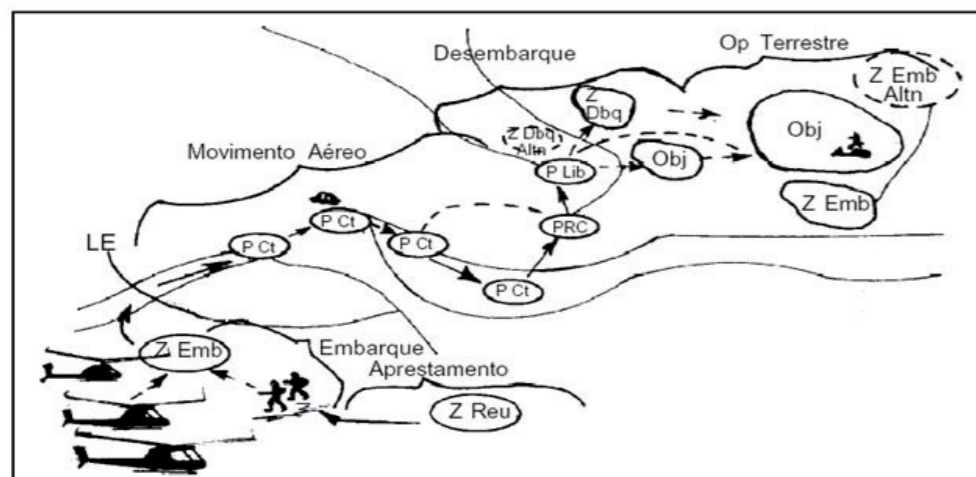 Op Terrestre
Desembarque
Z Emb
Altn
Z
Dbq
Obj
Z Dbq
Altn
Movimento Aéreo
Obj
P Lib
Z Emb
P Ct
PRC
LE
P Ct
P Ct
P Ct
Z Emb
Embarque
Aprestamento
Z Reu